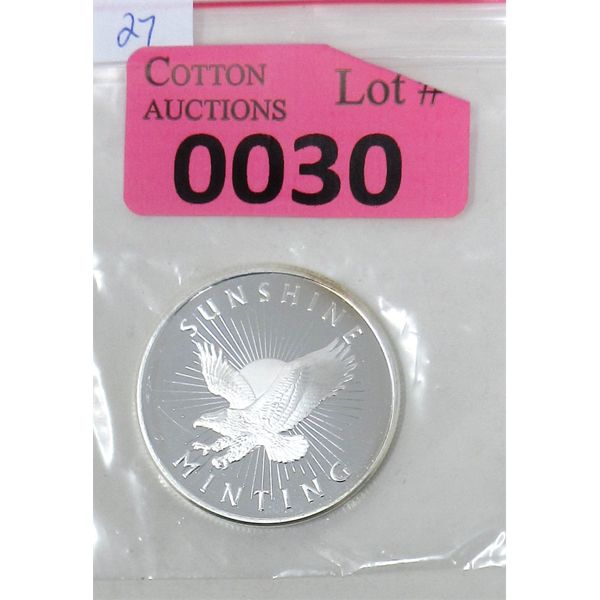 27
COTTON
AUCTIONS
Lot #
0030
SUNSHINE
MINTING